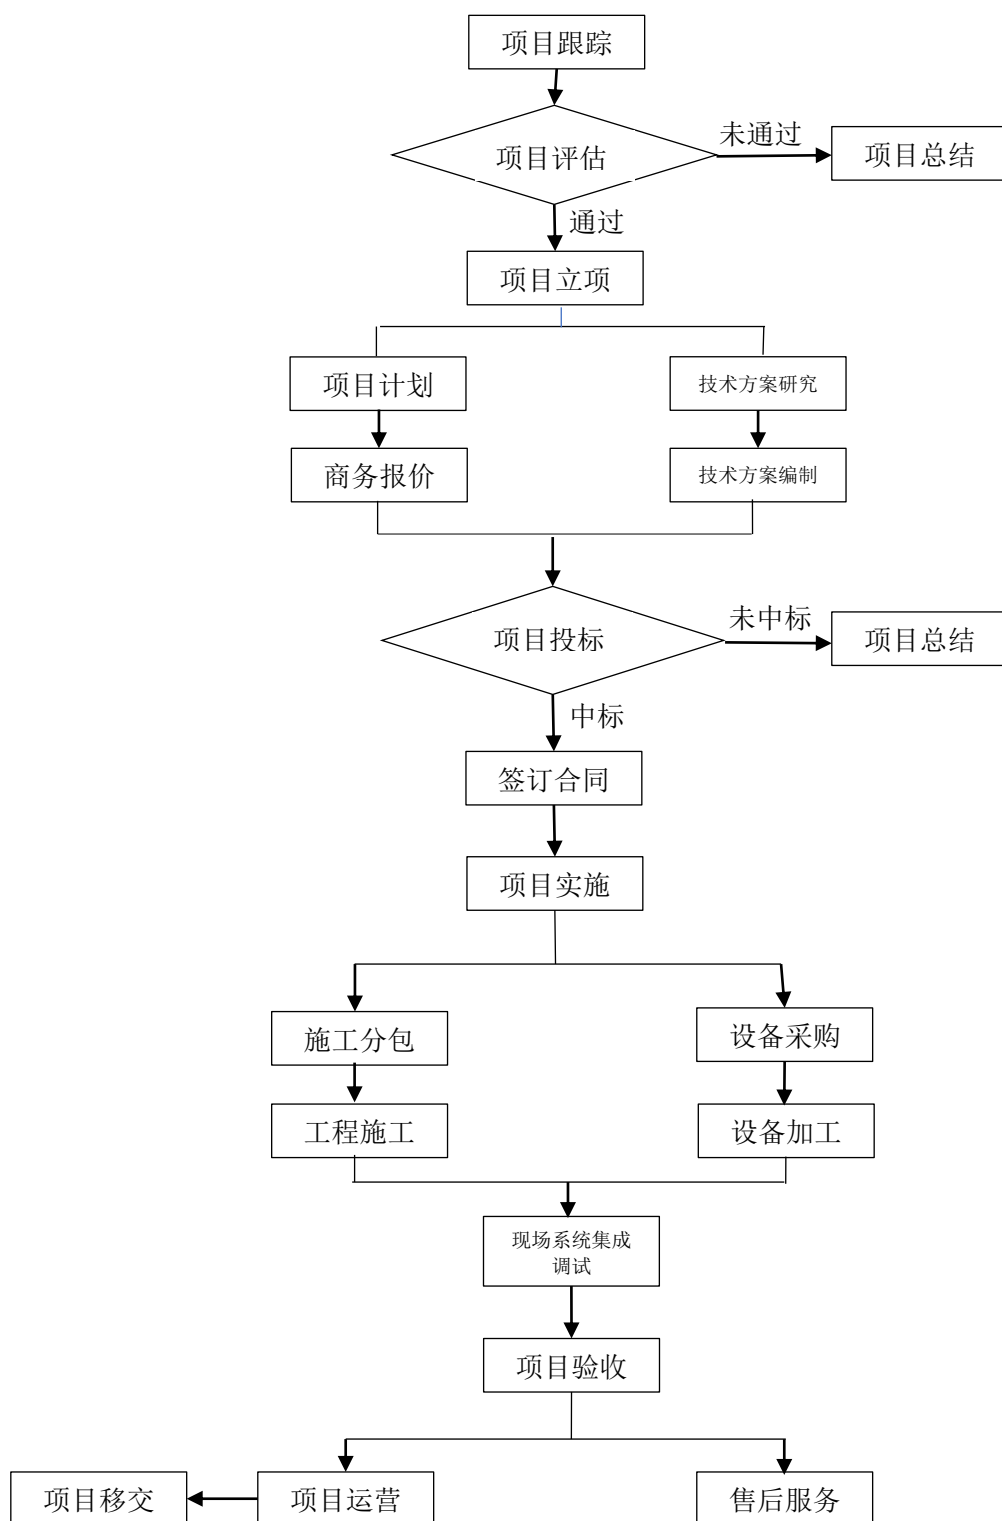 项目跟踪
未通过
项目评估
项目总结
通过
项目立项
项目计划
技术方案研究
商务报价
技术方案编制
未中标
项目投标
项目总结
中标
签订合同
项目实施
施工分包
设备采购
工程施工
设备加工
现场系统集成
调试
项目验收
项目移交
项目运营
售后服务